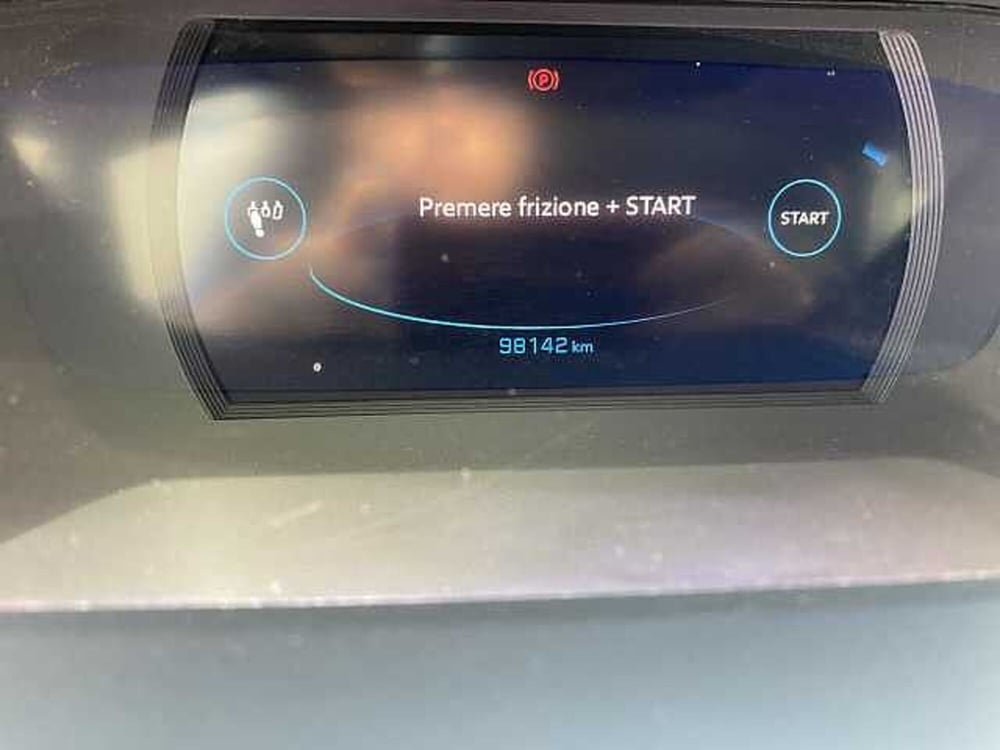 (P)
Premere frizione + START
START
98142 km